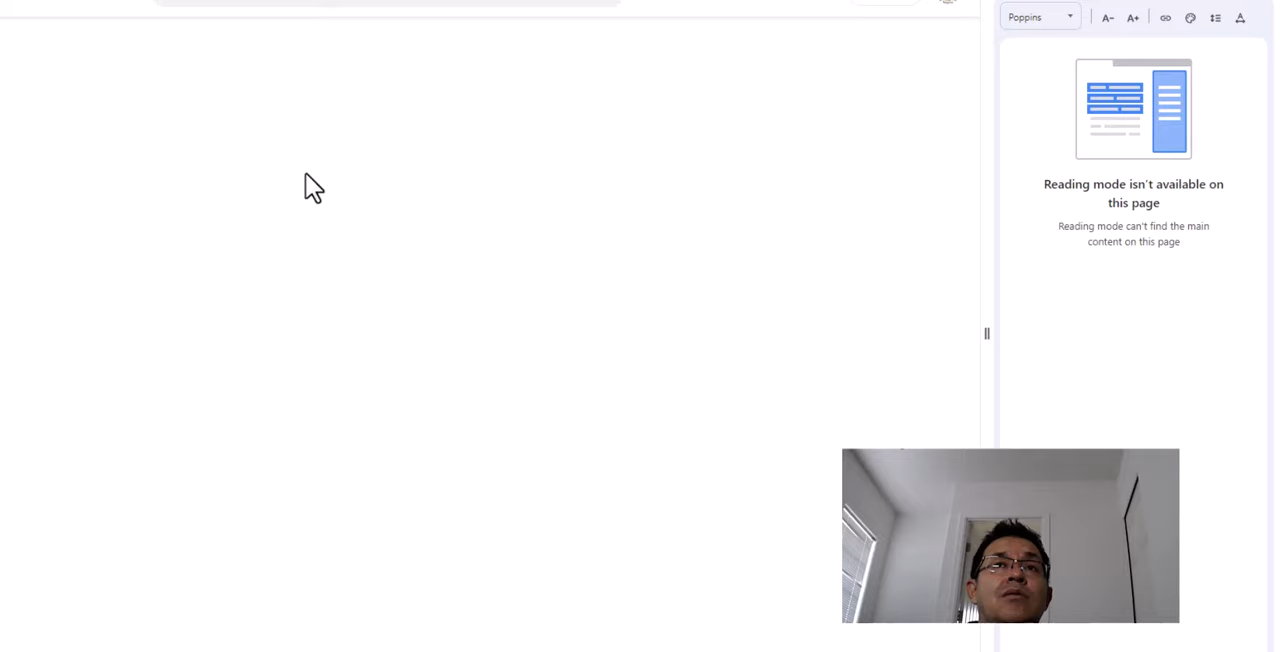 Poppins
A-
A+
Reading mode isn't available on
this page
Reading mode can't find the main
content on this page